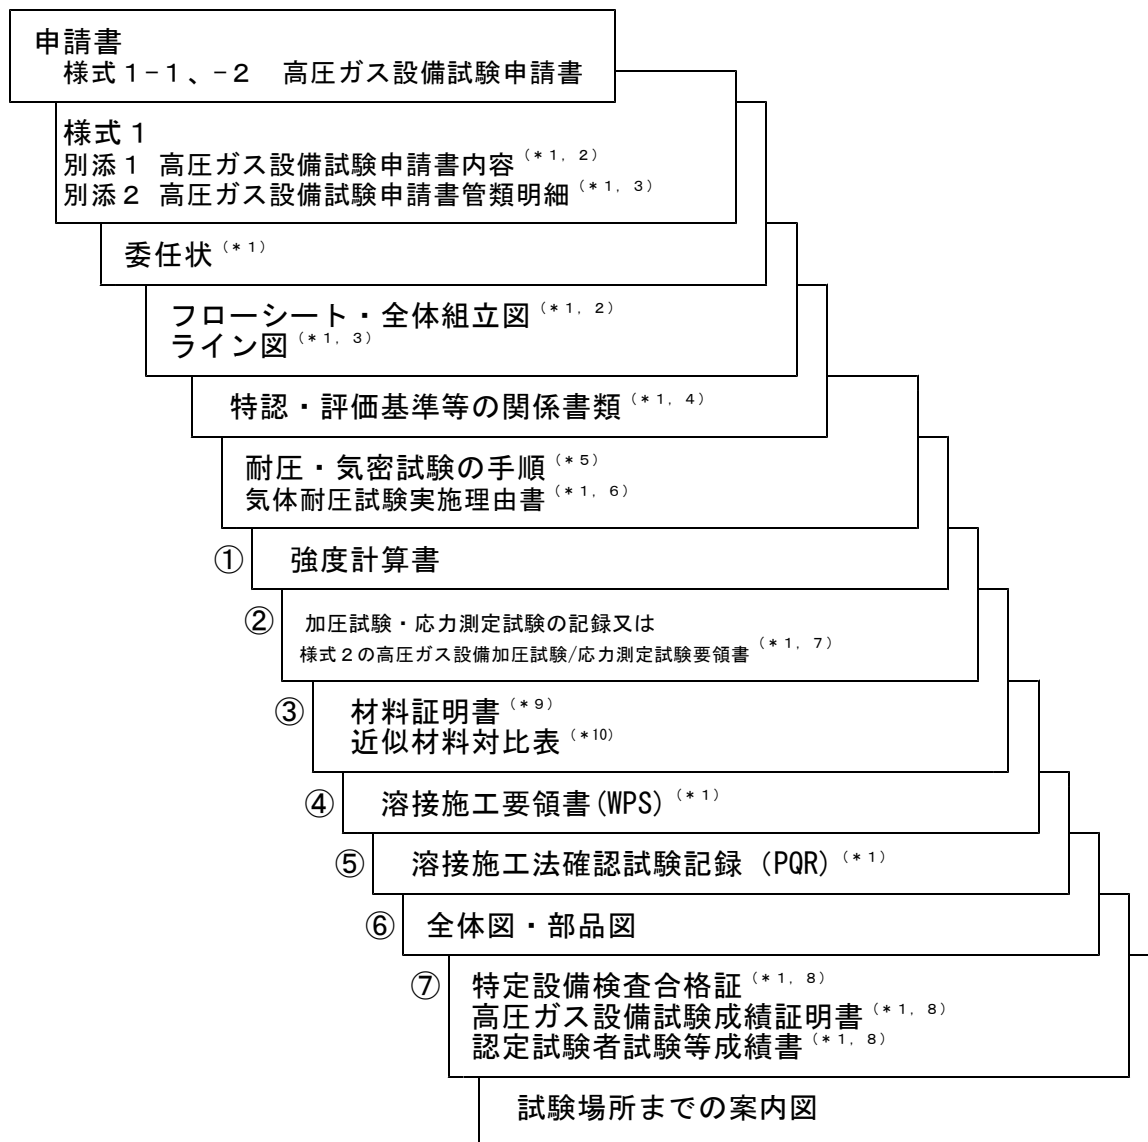 申請書
様式1-1、-2 高圧ガス設備試験申請書
様式1
別添1 高圧ガス設備試験申請書内容(*1, 2)
別添2 高圧ガス設備試験申請書管類明細(*1, 3)
委任状(*1)
フローシート・全体組立図(*1, 2)
ライン図(*1, 3)
特認・評価基準等の関係書類(*1, 4)
耐圧・気密試験の手順(*5)
気体耐圧試験実施理由書(*1, 6)
① 強度計算書
② 加圧試験・応力測定試験の記録又は
様式2の高圧ガス設備加圧試験/応力測定試験要領書(*1, 7)
③ 材料証明書(*9)
近似材料対比表(*10)
④ 溶接施工要領書(WPS)(*1)
⑤ 溶接施工法確認試験記録 (PQR)(*1)
⑥ 全体図・部品図
⑦ 特定設備検査合格証(*1, 8)
高圧ガス設備試験成績証明書(*1, 8)
認定試験者試験等成績書(*1, 8)
試験場所までの案内図